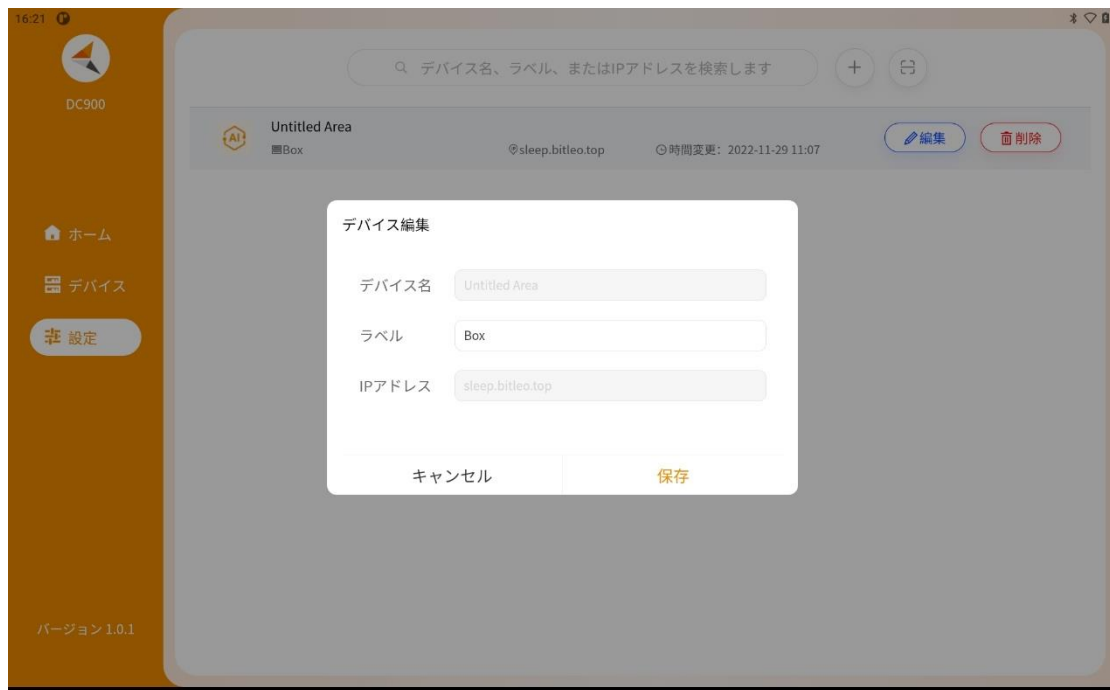 16:21
DC900
ホーム
デバイス
設定
バージョン 1.0.1
デバイス名、ラベル、またはIPアドレスを検索します
AI
Untitled Area
Box
sleep.bitleo.top
時間変更: 2022-11-29 11:07
編集
削除
デバイス編集
デバイス名 Untitled Area
ラベル Box
IPアドレス sleep.bitleo.top
キャンセル 保存